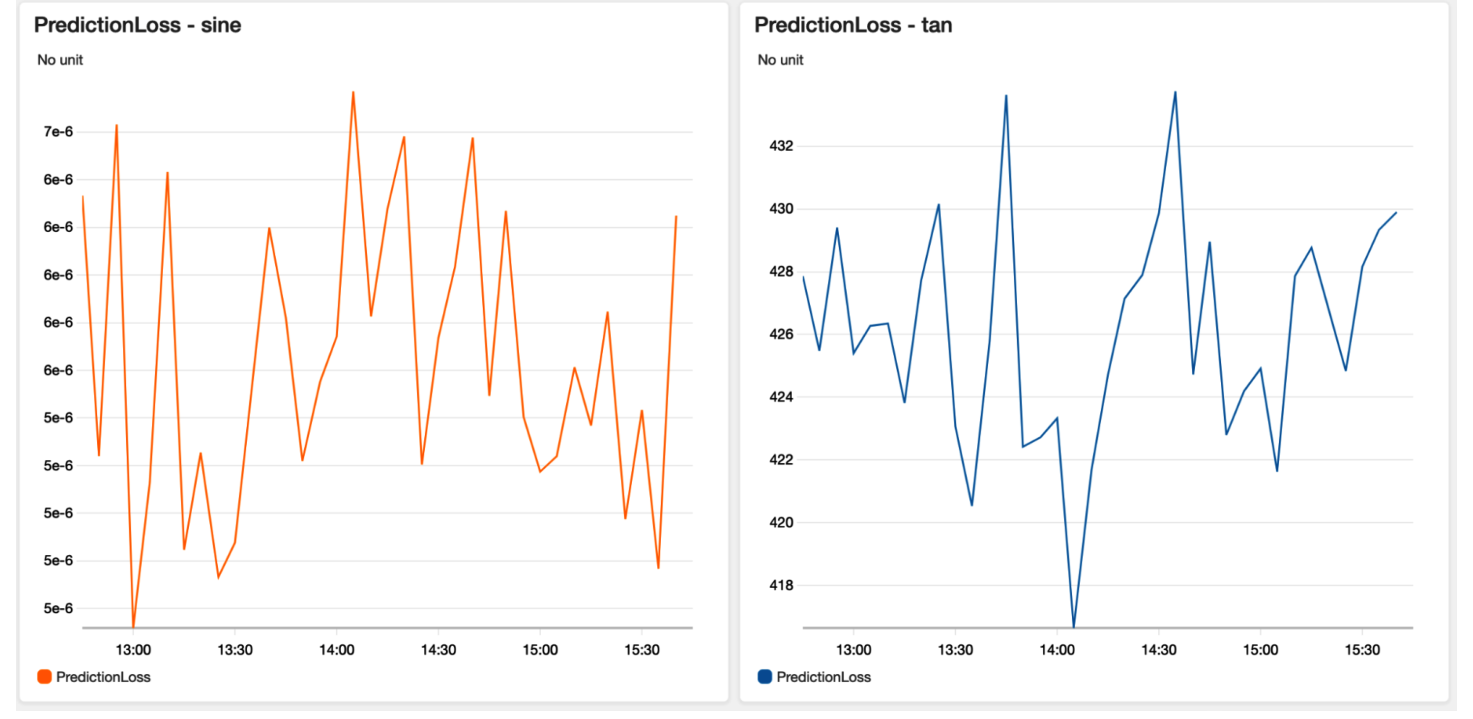 PredictionLoss - sine
No unit
7e-6
6e-6
6e-6
6e-6
6e-6
6e-6
5e-6
5e-6
5e-6
5e-6
5e-6
13:00 13:30 14:00 14:30 15:00 15:30
PredictionLoss
PredictionLoss - tan
No unit
432
430
428
426
424
422
420
418
13:00 13:30 14:00 14:30 15:00 15:30
PredictionLoss